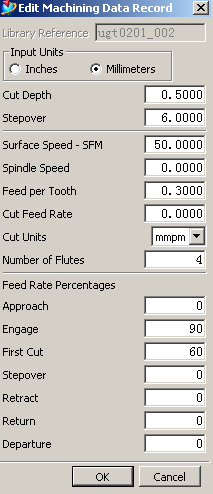 Edit Machining Data Record
Library Reference ugt0201_002
Input Units
Inches Millimeters
Cut Depth 0.5000
Stepover 6.0000
Surface Speed - SFM 50.0000
Spindle Speed 0.0000
Feed per Tooth 0.3000
Cut Feed Rate 0.0000
Cut Units mmpm
Number of Flutes 4
Feed Rate Percentages
Approach 0
Engage 90
First Cut 60
Stepover 0
Retract 0
Return 0
Departure 0
OK Cancel